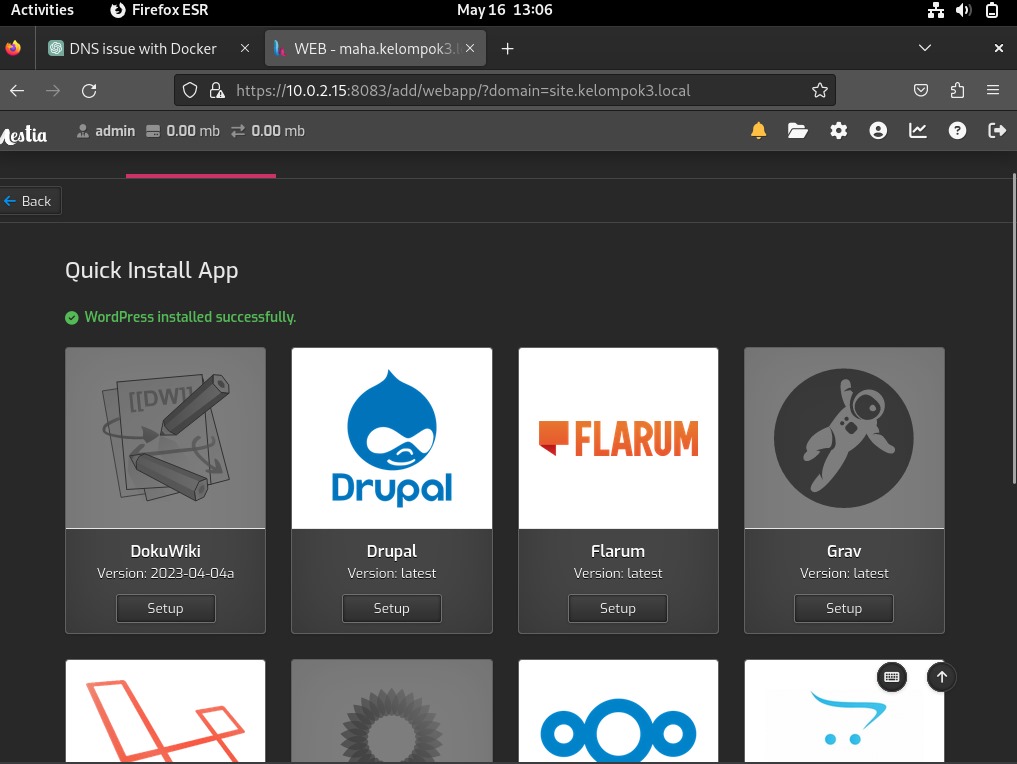 Activities Firefox ESR May 16 13:06
DNS issue with Docker WEB - maha.kelompok3.l
https://10.0.2.15:8083/add/webapp/?domain=site.kelompok3.local
Hestia admin 0.00 mb 0.00 mb
Back
Quick Install App
WordPress installed successfully.
[[DW]]
Drupal
FLARUM
DokuWiki Drupal Flarum Grav
Version: 2023-04-04a Version: latest Version: latest Version: latest
Setup Setup Setup Setup